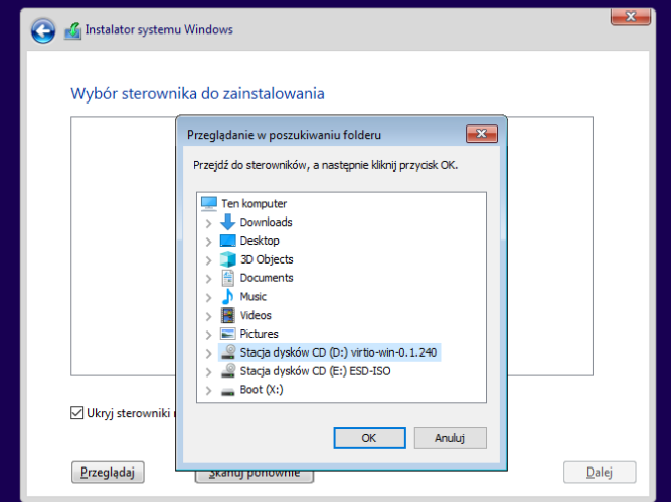 Instalator systemu Windows
Wybór sterownika do zainstalowania
Przeglądanie w poszukiwaniu folderu
Przejdź do sterowników, a następnie kliknij przycisk OK.
Ten komputer
Downloads
Desktop
3D Objects
Documents
Music
Videos
Pictures
Stacja dysków CD (D:) virtio-win-0.1.240
Stacja dysków CD (E:) ESD-ISO
Boot (X:)
Ukryj sterowniki
OK
Anuluj
Przeglądaj
Skanuj ponownie
Dalej